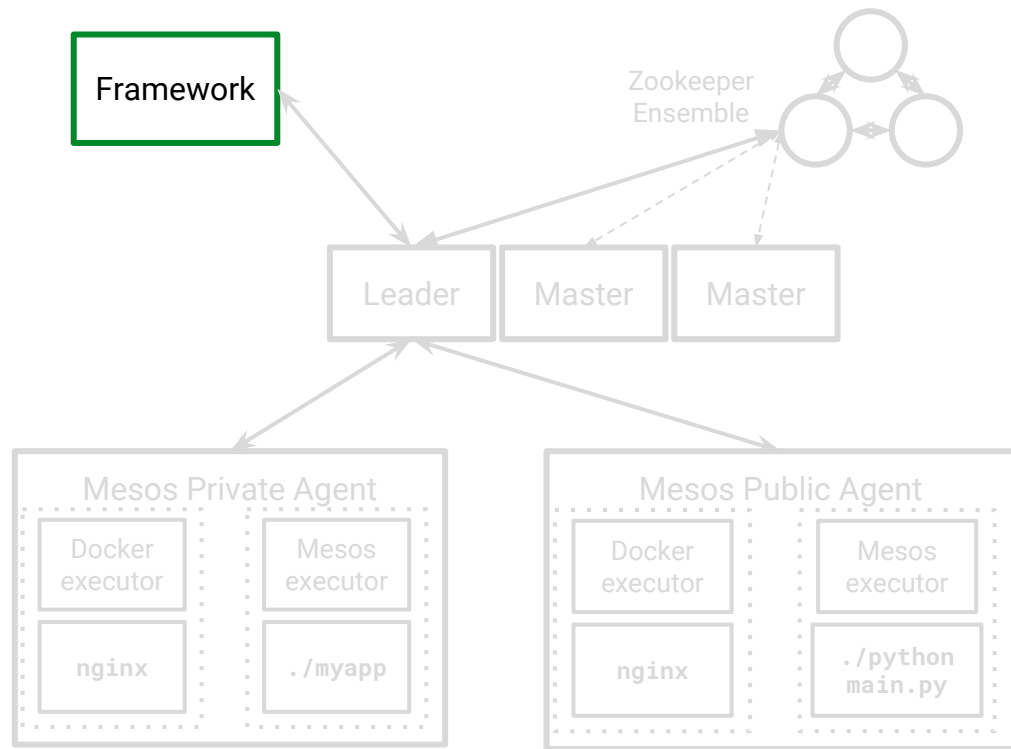 Framework
Zookeeper
Ensemble
Leader
Master
Master
Mesos Private Agent
Docker
executor
Mesos
executor
nginx
./myapp
Mesos Public Agent
Docker
executor
Mesos
executor
nginx
./python
main.py